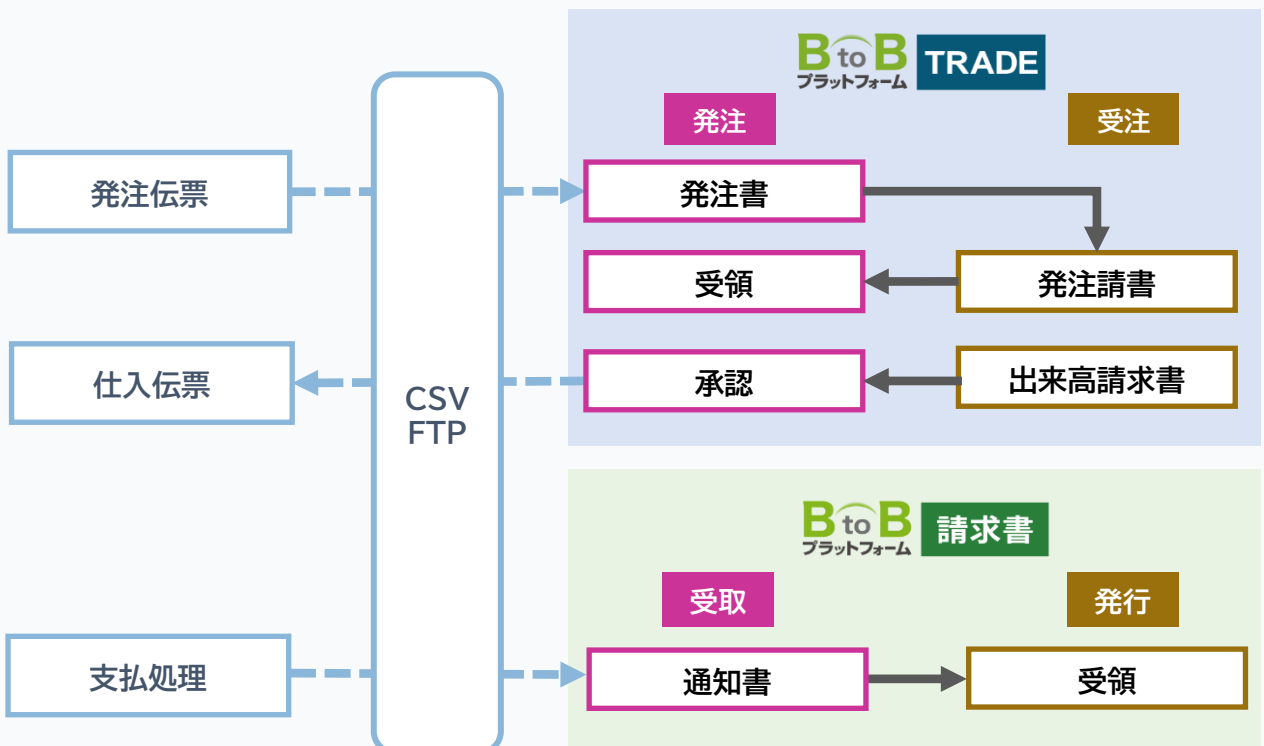 BtoB
プラットフォーム
TRADE
発注
受注
発注伝票
発注書
受領
発注請書
仕入伝票
CSV
FTP
承認
出来高請求書
BtoB
プラットフォーム
請求書
受取
発行
支払処理
通知書
受領